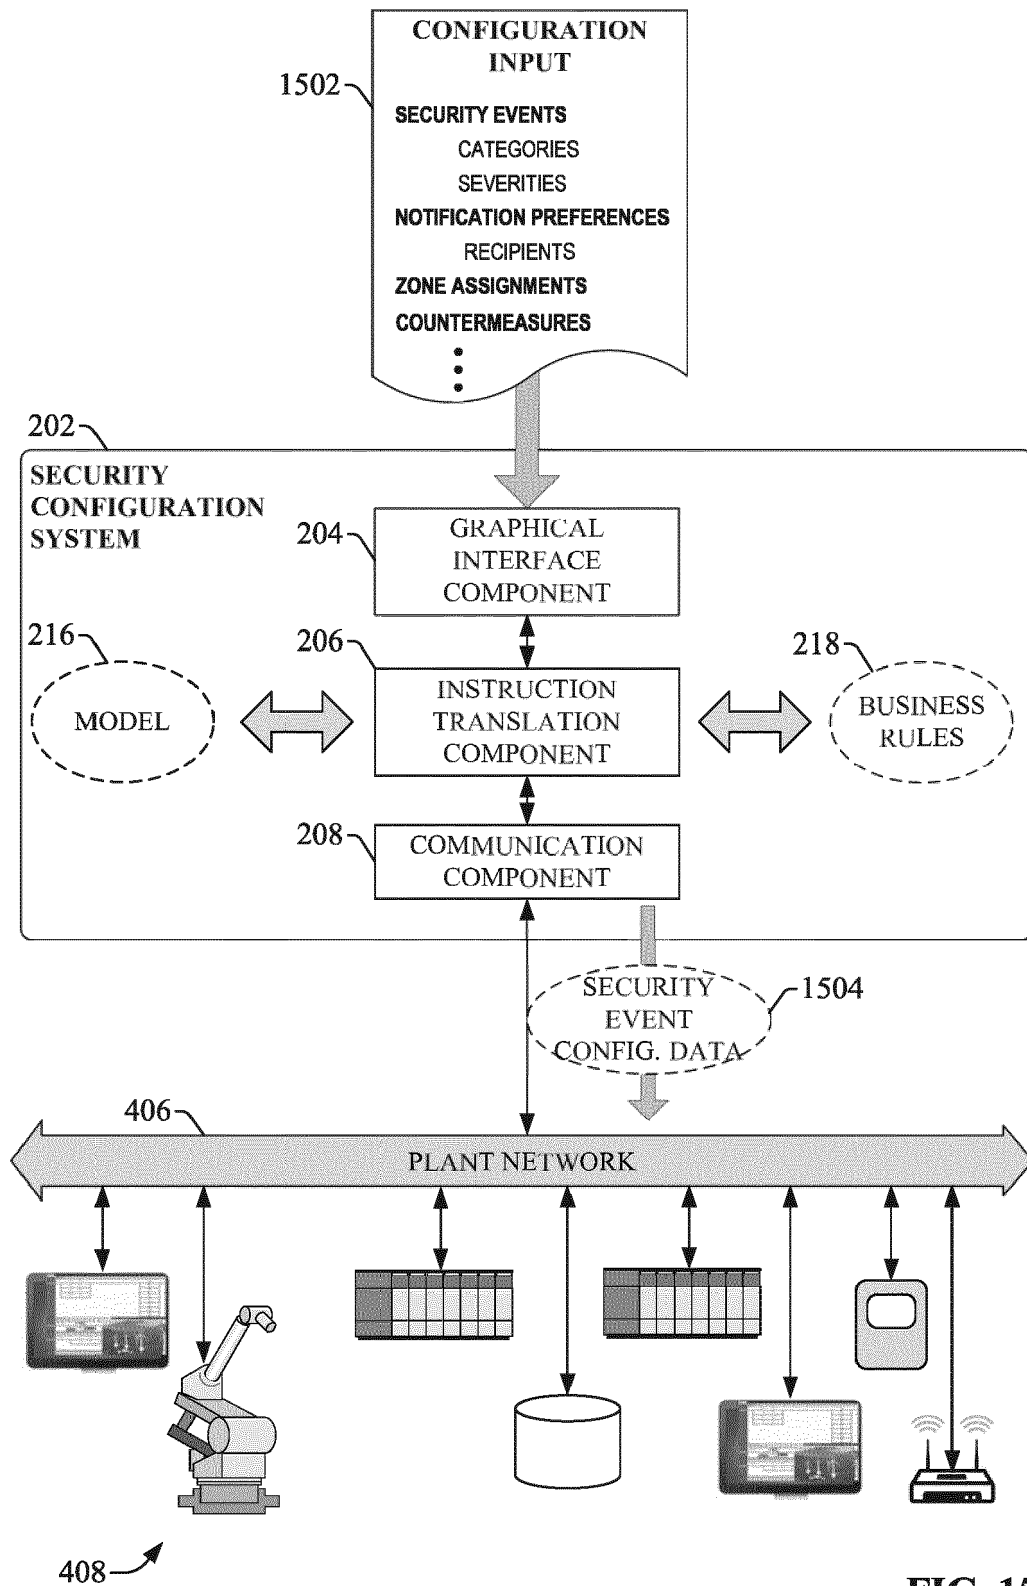 CONFIGURATION
INPUT
1502
SECURITY EVENTS
CATEGORIES
SEVERITIES
NOTIFICATION PREFERENCES
RECIPIENTS
ZONE ASSIGNMENTS
COUNTERMEASURES
202
SECURITY
CONFIGURATION
SYSTEM
204
GRAPHICAL
INTERFACE
COMPONENT
216
206
218
MODEL
INSTRUCTION
TRANSLATION
COMPONENT
BUSINESS
RULES
208
COMMUNICATION
COMPONENT
SECURITY
EVENT
CONFIG. DATA
1504
406
PLANT NETWORK
408
FIG.